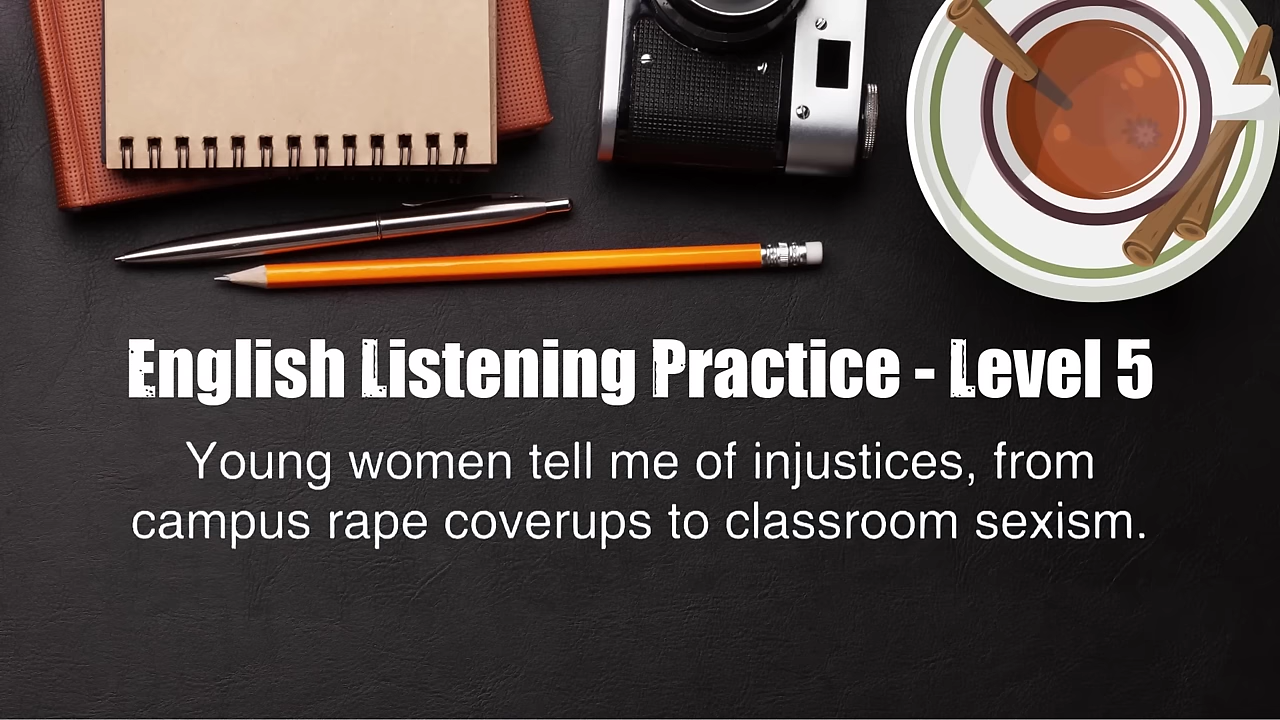 English Listening Practice - Level 5
Young women tell me of injustices, from
campus rape coverups to classroom sexism.